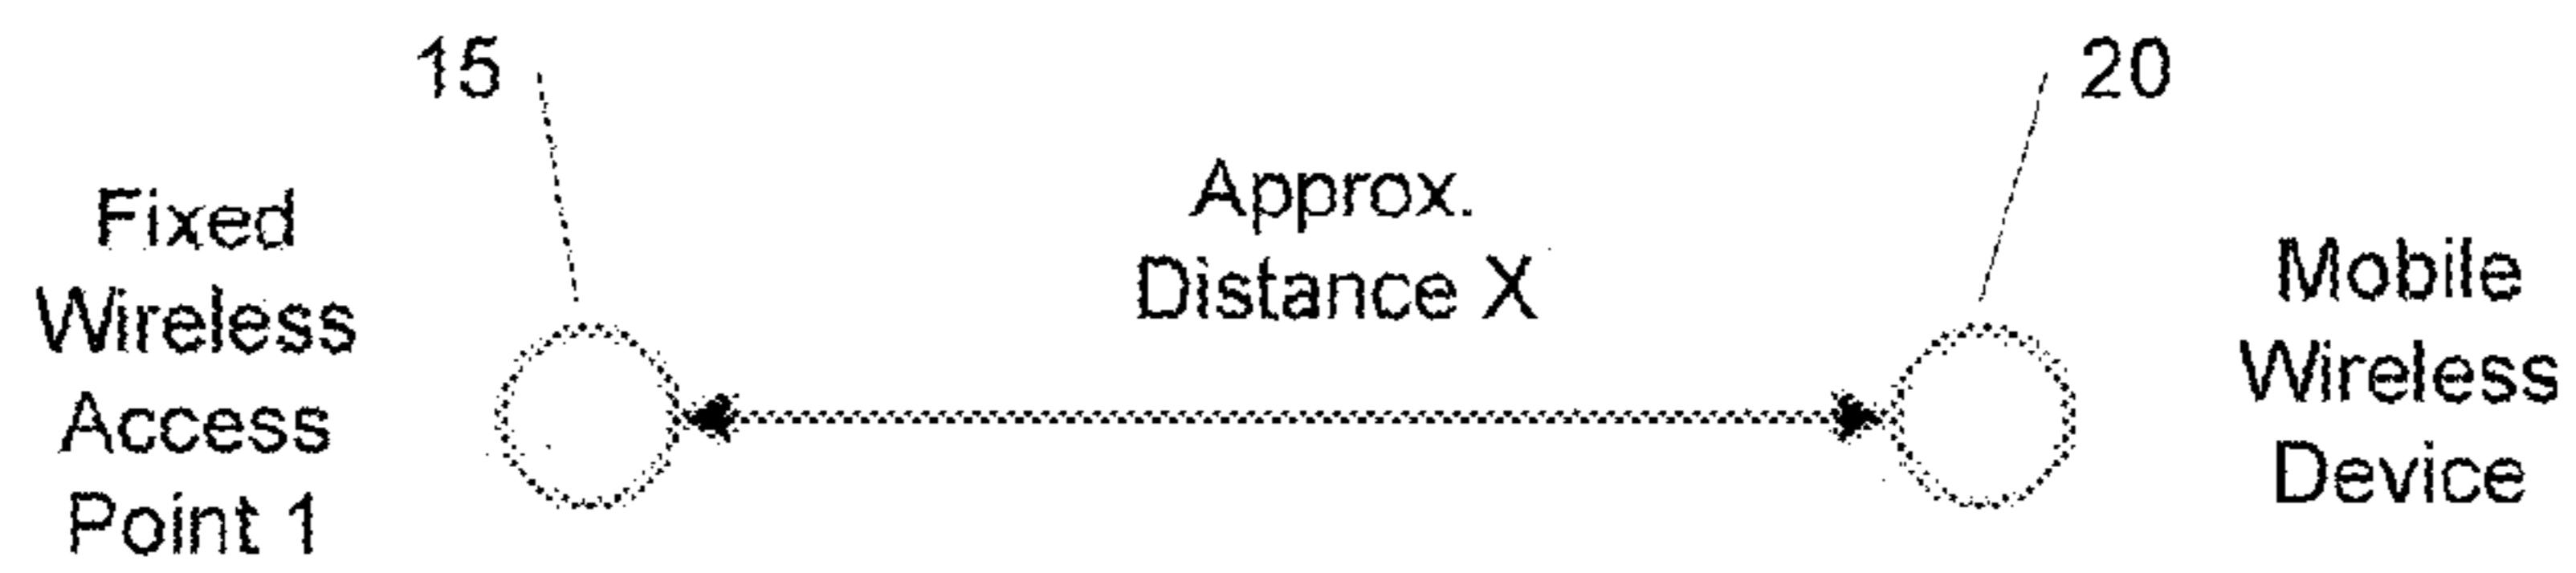 15
20
Fixed
Wireless
Access
Point 1
Approx.
Distance X
Mobile
Wireless
Device